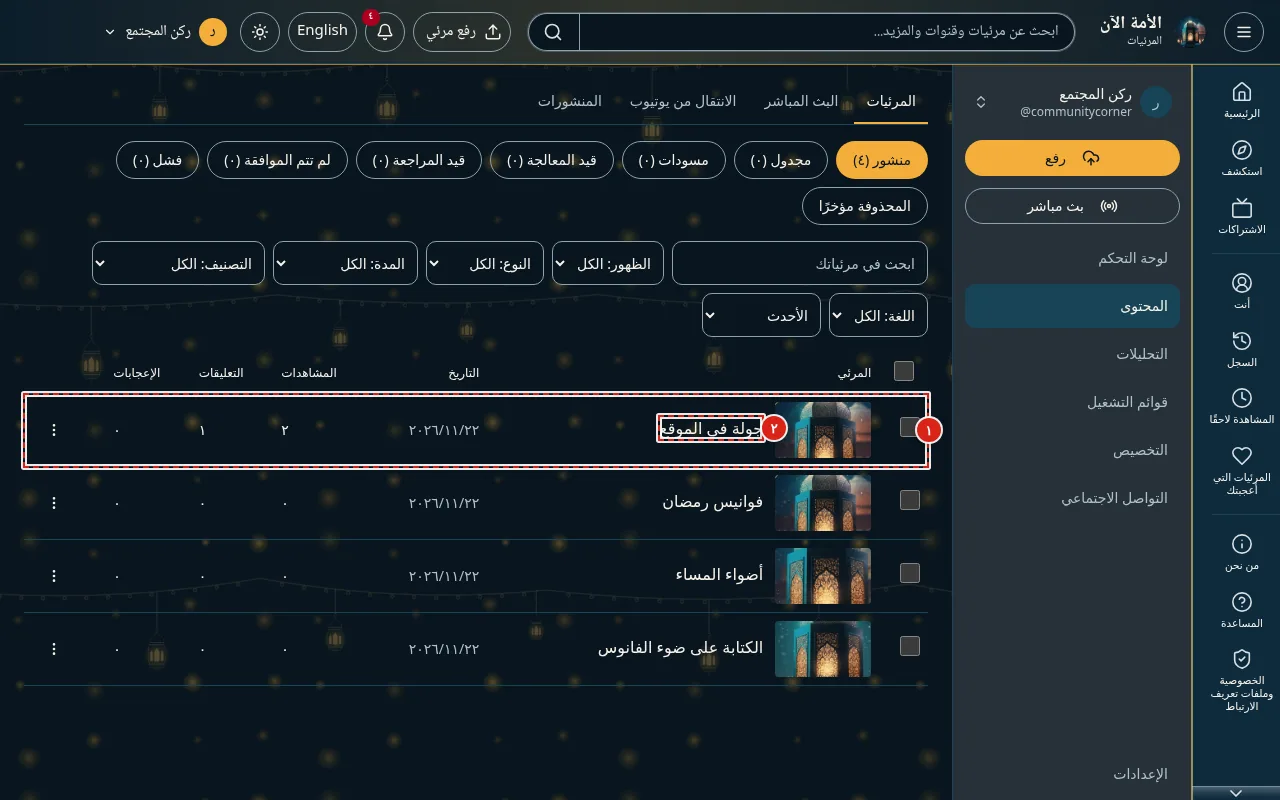 الأمة الآن
المرئيات
ابحث عن مرئيات وقنوات والمزيد...
رفع مرئي
٤
English
ر
ركن المجتمع
الرئيسية
استكشف
الاشتراكات
أنت
السجل
المشاهدة لاحقًا
المرئيات التي
أعجبتك
من نحن
المساعدة
الخصوصية
وملفات تعريف
الارتباط
ر
ركن المجتمع
@communitycorner
رفع
بث مباشر
لوحة التحكم
المحتوى
التحليلات
قوائم التشغيل
التخصيص
التواصل الاجتماعي
الإعدادات
المرئيات
البث المباشر
الانتقال من يوتيوب
المنشورات
منشور (٤)
مجدول (٠)
مسودات (٠)
قيد المعالجة (٠)
قيد المراجعة (٠)
لم تتم الموافقة (٠)
فشل (٠)
المحذوفة مؤخرًا
ابحث في مرئياتك
الظهور: الكل
النوع: الكل
المدة: الكل
التصنيف: الكل
اللغة: الكل
الأحدث
المرئي
التاريخ
المشاهدات
التعليقات
الإعجابات
١
٢
جولة في الموقع
٢٠٢٦/١١/٢٢
٢
١
٠
فوانيس رمضان
٢٠٢٦/١١/٢٢
٠
٠
٠
أضواء المساء
٢٠٢٦/١١/٢٢
٠
٠
٠
الكتابة على ضوء الفانوس
٢٠٢٦/١١/٢٢
٠
٠
٠